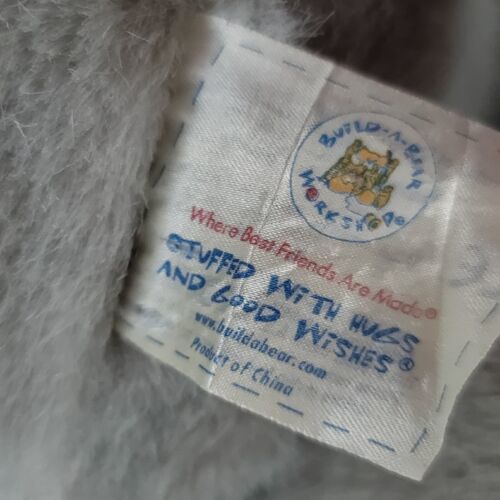 BUILD-A-BEAR
WORKSHOP®
Where Best Friends Are Made®
STUFFED WITH HUGS
AND GOOD WISHES®
www.buildabear.com
Product of China